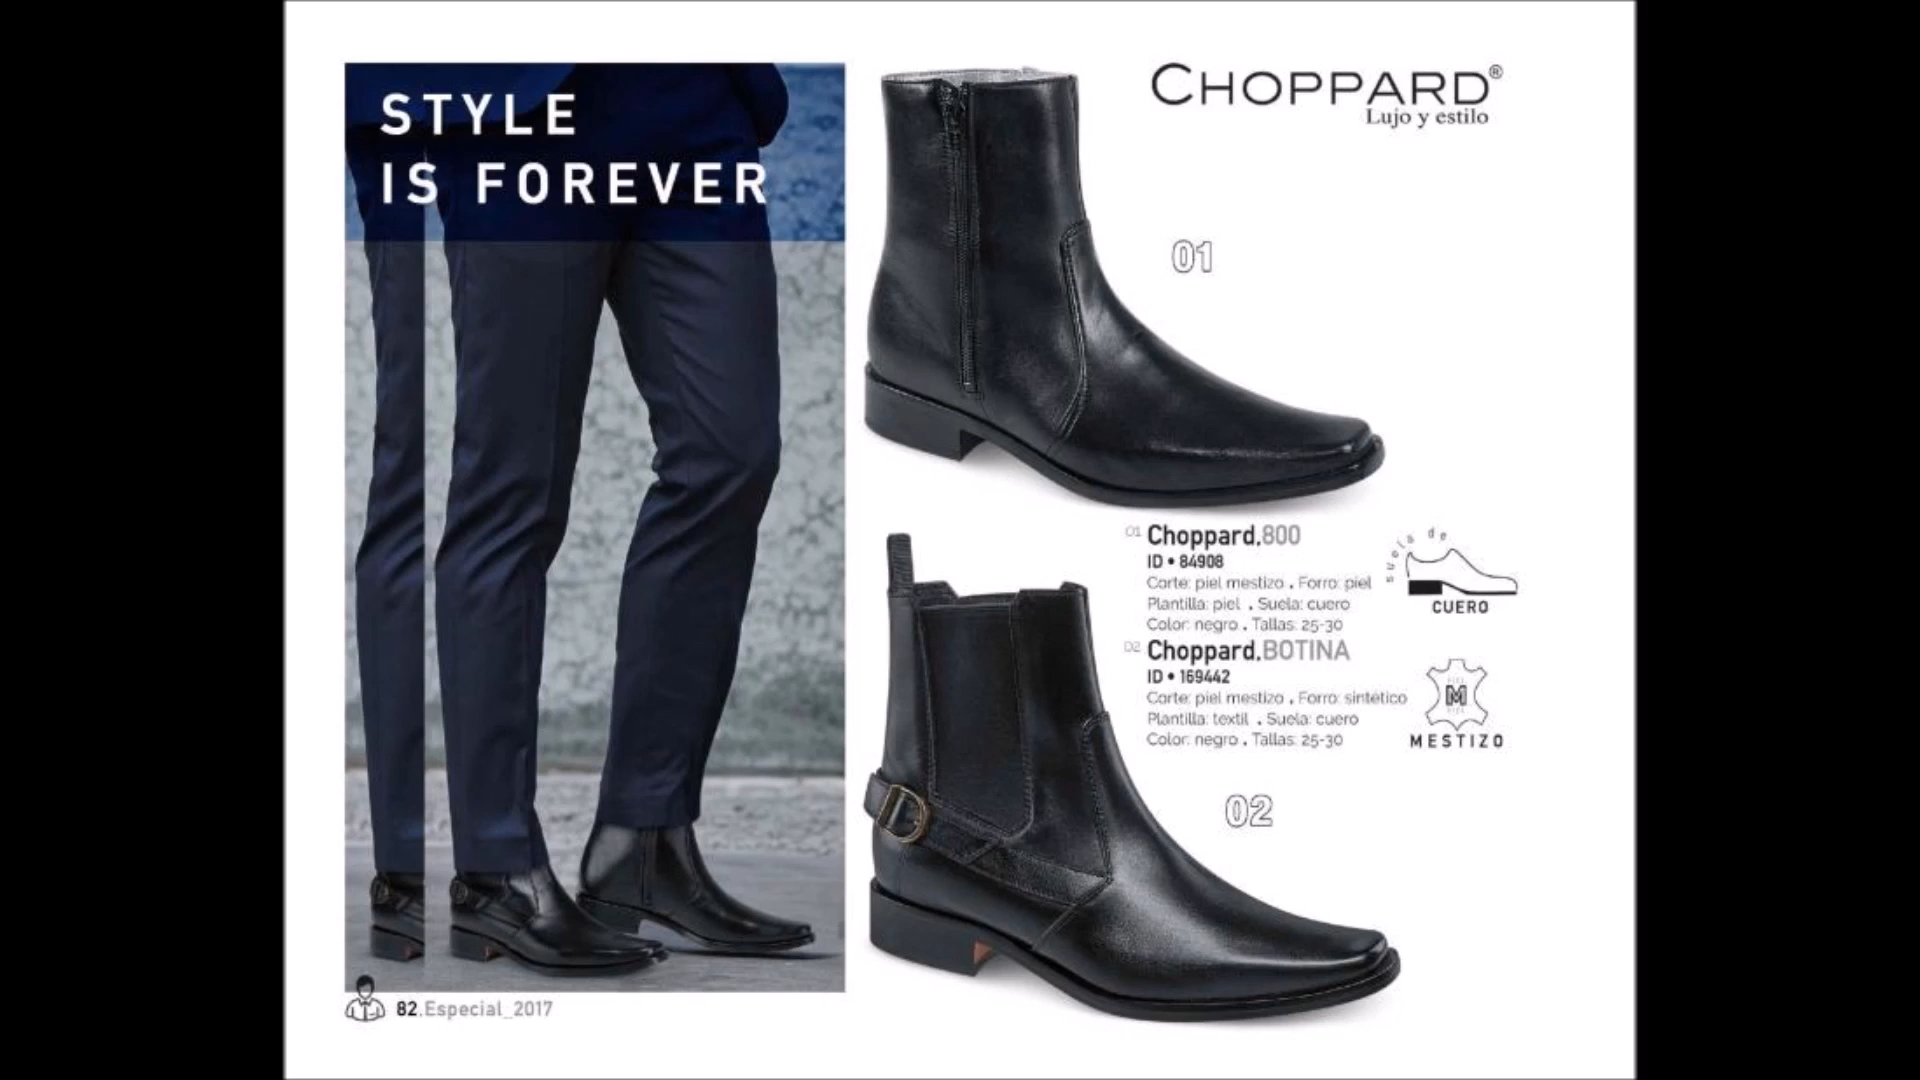 STYLE
IS FOREVER
CHOPPARD®
Lujo y estilo
01
01 Choppard.800
ID • 84908
Corte: piel mestizo . Forro: piel
Plantilla: piel . Suela: cuero
Color: negro . Tallas: 25-30
suela de
CUERO
02 Choppard.BOTINA
ID • 169442
Corte: piel mestizo . Forro: sintético
Plantilla: textil . Suela: cuero
Color: negro . Tallas: 25-30
PIEL
M
PIEL
MESTIZO
02
82.Especial_2017